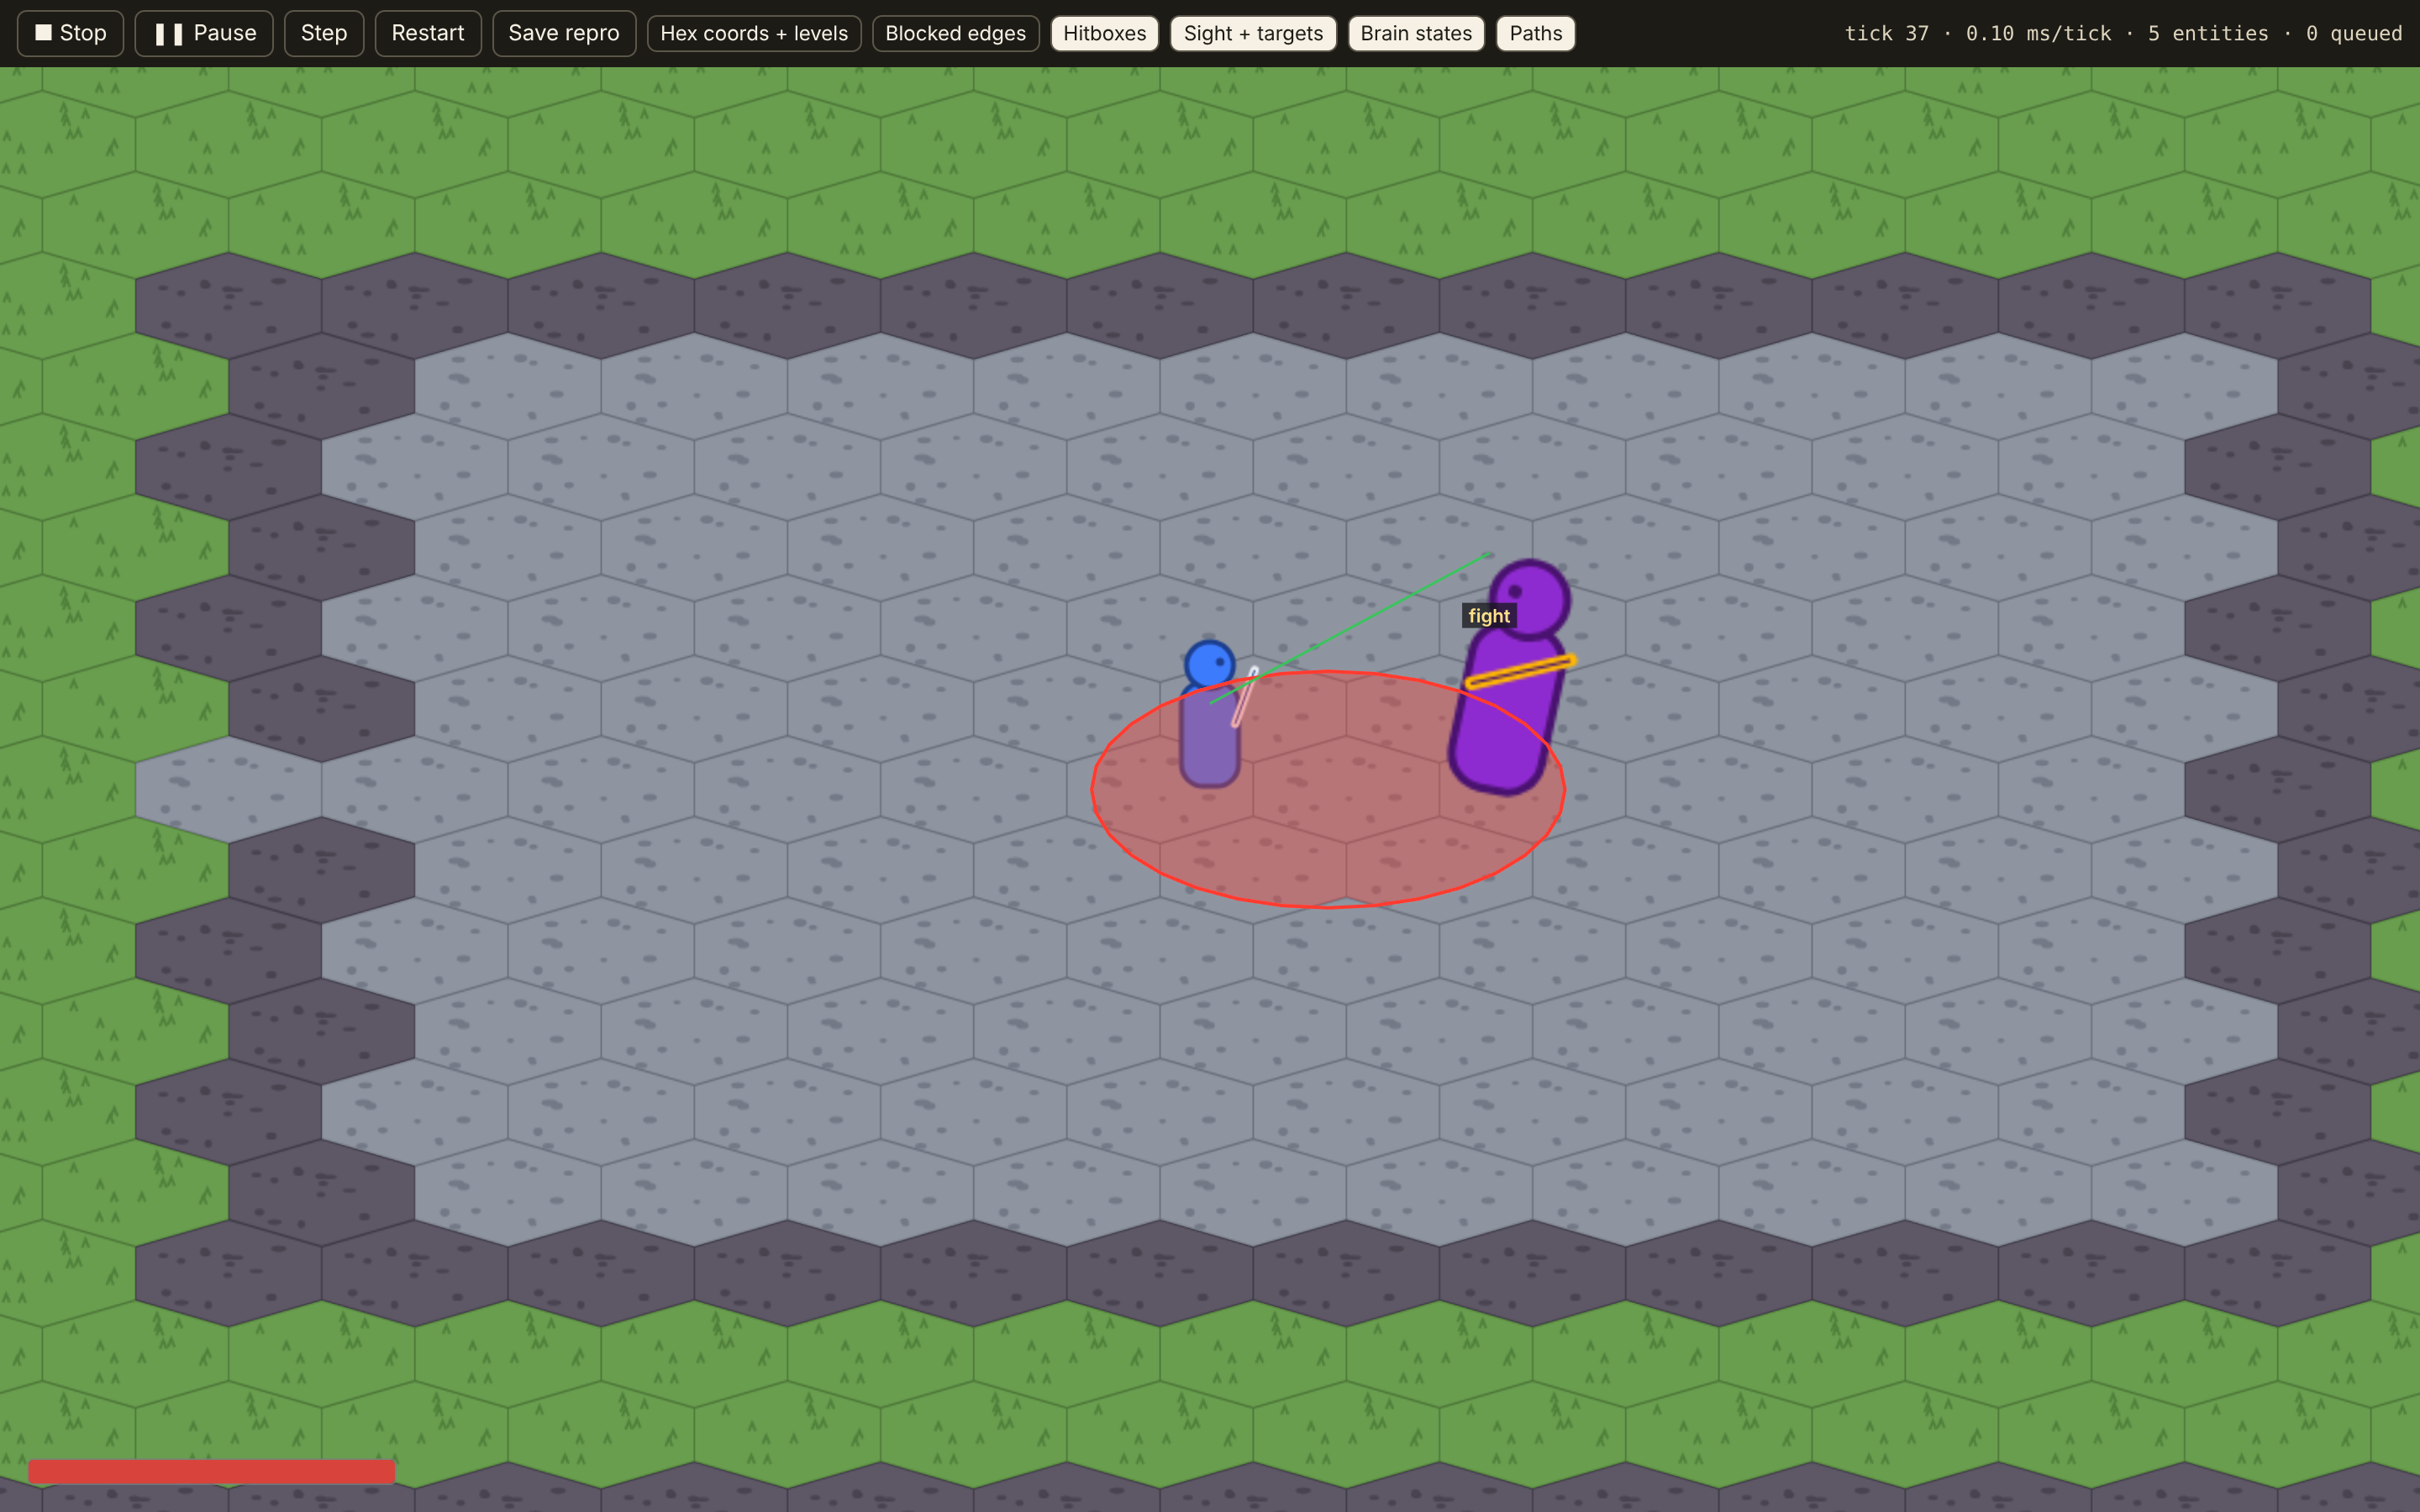 Stop
Pause
Step
Restart
Save repro
Hex coords + levels
Blocked edges
Hitboxes
Sight + targets
Brain states
Paths
tick 37 · 0.10 ms/tick · 5 entities · 0 queued
fight